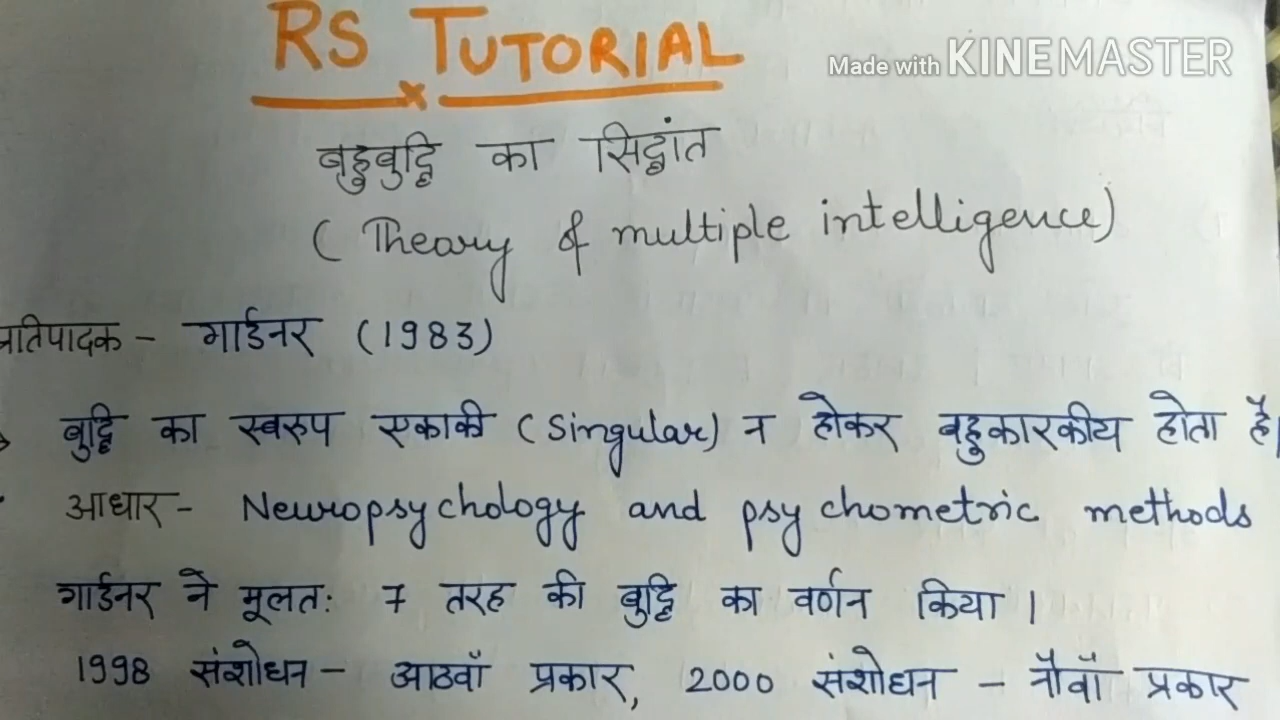 RS TUTORIAL
Made with KINEMASTER
बहुबुद्धि का सिद्धांत
( Theory of multiple intelligence)
प्रतिपादक - गार्डनर (1983)
बुद्धि का स्वरुप एकाकी (Singular) न होकर बहुकारकीय होता है।
आधार - Neuropsychology and psychometric methods
गार्डनर ने मूलतः 7 तरह की बुद्धि का वर्णन किया।
1998 संशोधन - आठवाँ प्रकार, 2000 संशोधन - नौवाँ प्रकार